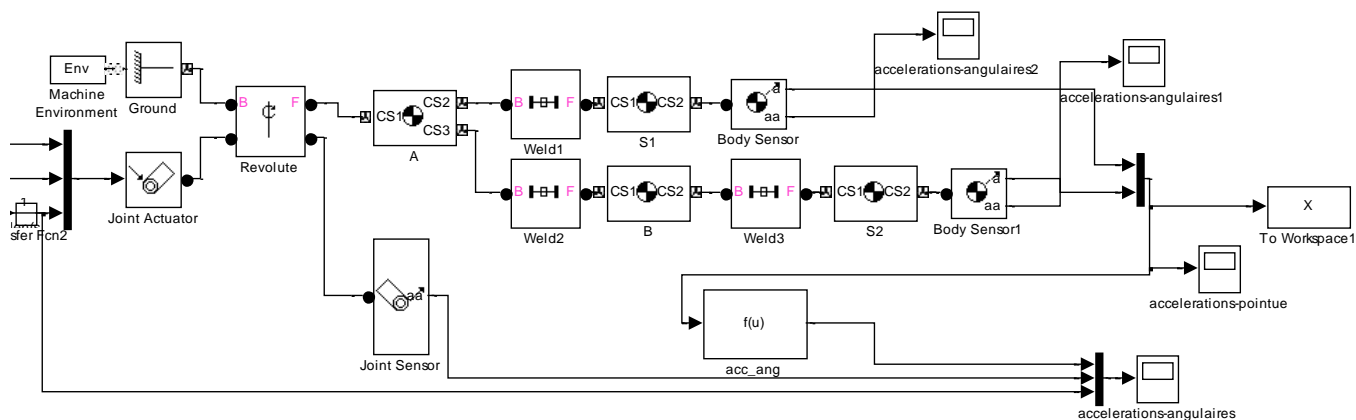 Env
Machine
Environment
Ground
B
F
Revolute
Joint Actuator
sfer Fcn2
1
CS1
CS2
CS3
A
B
F
Weld1
CS1
CS2
S1
a
aa
Body Sensor
accelerations-angulaires2
accelerations-angulaires1
B
F
Weld2
CS1
CS2
B
B
F
Weld3
CS1
CS2
S2
a
aa
Body Sensor1
X
To Workspace1
accelerations-pointue
aa
Joint Sensor
f(u)
acc_ang
accelerations-angulaires